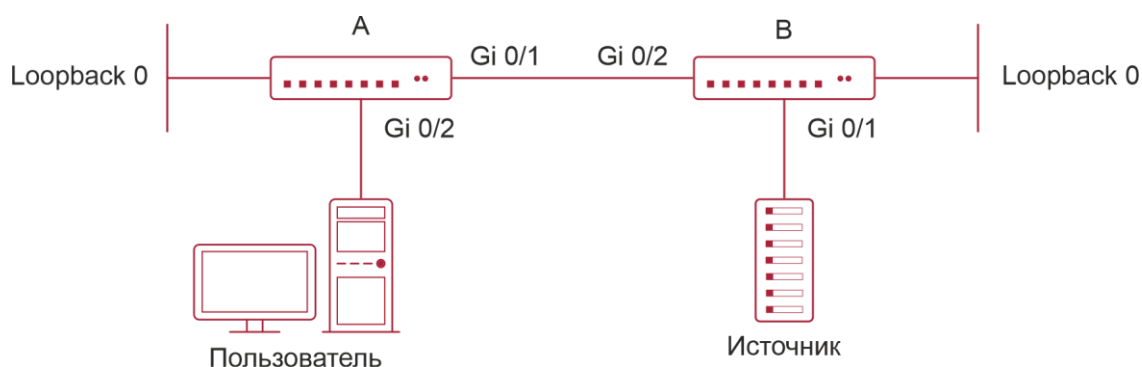 A
B
Gi 0/1
Gi 0/2
Loopback 0
Loopback 0
Gi 0/2
Gi 0/1
Пользователь
Источник